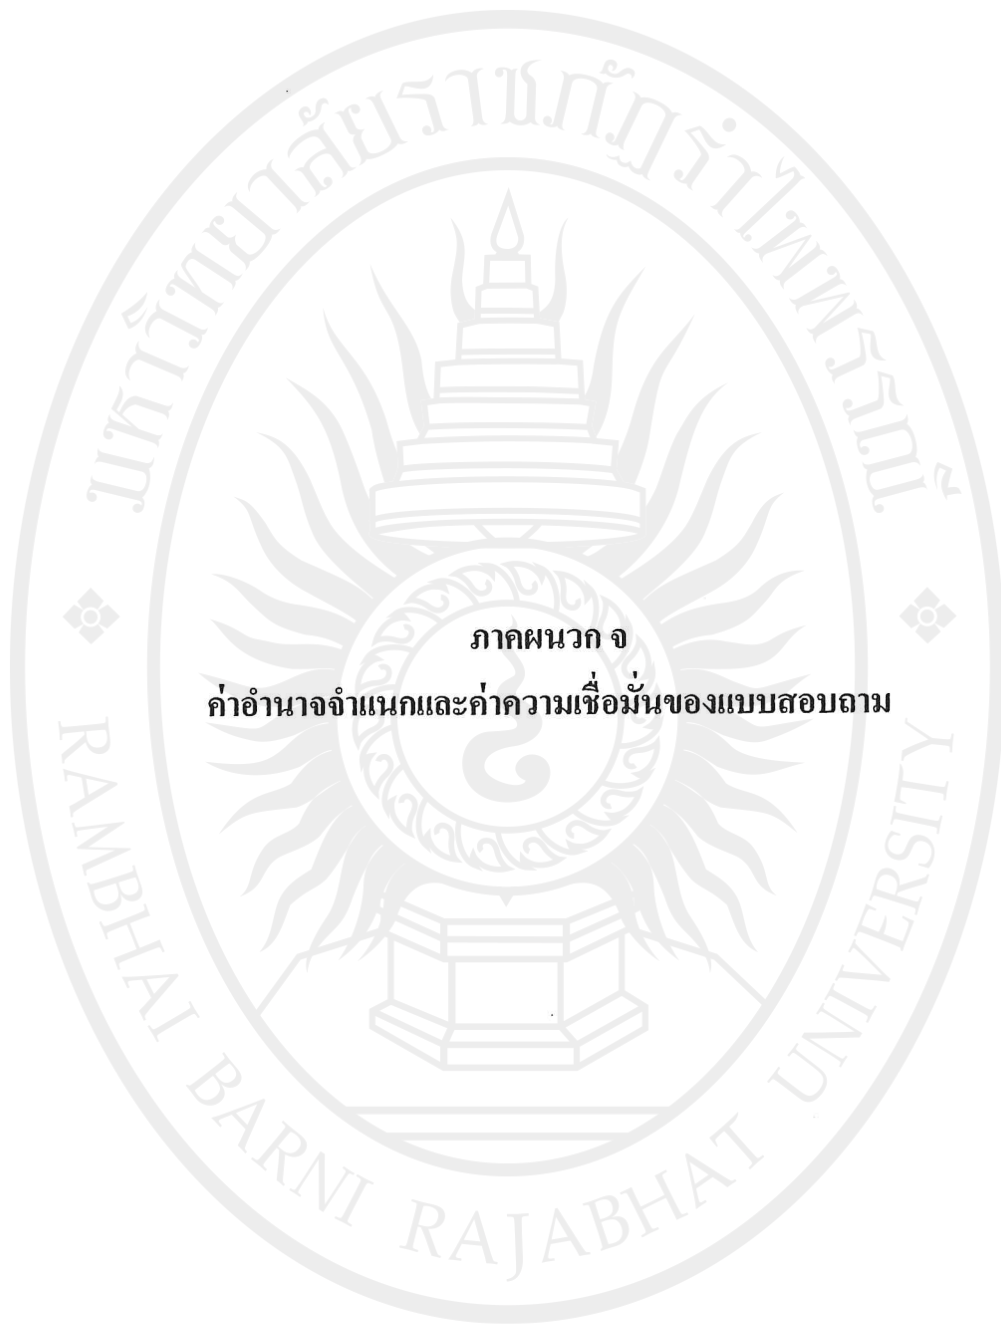 มหาวิทยาลัยราชภัฏรำไพพรรณี
ภาคผนวก จ
ค่าอำนาจจำแนกและค่าความเชื่อมั่นของแบบสอบถาม
RAMBHAI BARNI RAJABHAT UNIVERSITY